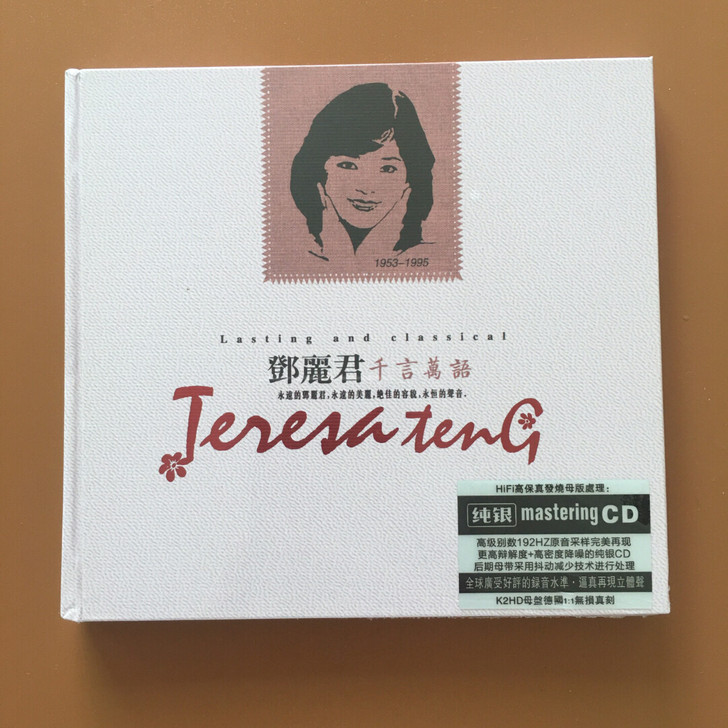 1953-1995
Lasting and classical
鄧麗君 千言萬語
永遠的鄧麗君,永遠的美麗,絶佳的容貌,永恒的聲音.
Teresa tenG
HiFi高保真發燒母版處理:
纯银 mastering CD
高级别数192HZ原音采样完美再现
更高辩解度+高密度降噪的纯银CD
后期母带采用抖动减少技术进行处理
全球廣受好評的録音水準·逼真再現立體聲
K2HD母盤德國1:1無損真刻